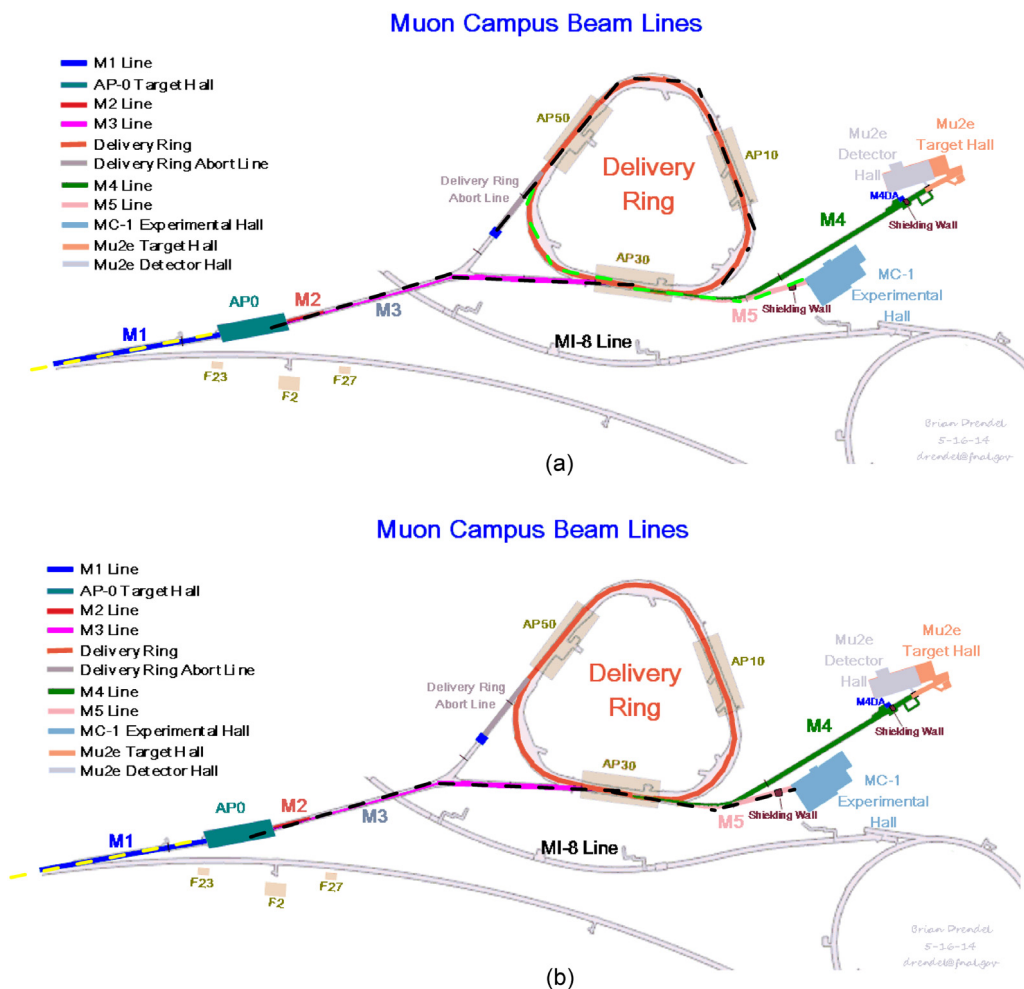 Muon Campus Beam Lines
M1 Line
AP-0 Target Hall
M2 Line
M3 Line
Delivery Ring
Delivery Ring Abort Line
M4 Line
M5 Line
MC-1 Experimental Hall
Mu2e Target Hall
Mu2e Detector Hall
AP50
AP10
Delivery
Ring
Delivery Ring
Abort Line
AP30
Mu2e
Target Hall
Mu2e
Detector
Hall
M4DA
Shielding Wall
M4
MC-1
Experimental
Hall
Shielding Wall
M5
AP0
M2
M3
M1
MI-8 Line
F23
F2
F27
Brian Drendel
5-16-14
drendel@fnal.gov
(a)
Muon Campus Beam Lines
M1 Line
AP-0 Target Hall
M2 Line
M3 Line
Delivery Ring
Delivery Ring Abort Line
M4 Line
M5 Line
MC-1 Experimental Hall
Mu2e Target Hall
Mu2e Detector Hall
AP50
AP10
Delivery
Ring
Delivery Ring
Abort Line
AP30
Mu2e
Target Hall
Mu2e
Detector
Hall
M4DA
Shielding Wall
M4
MC-1
Experimental
Hall
Shielding Wall
M5
AP0
M2
M3
M1
MI-8 Line
F23
F2
F27
Brian Drendel
5-16-14
drendel@fnal.gov
(b)